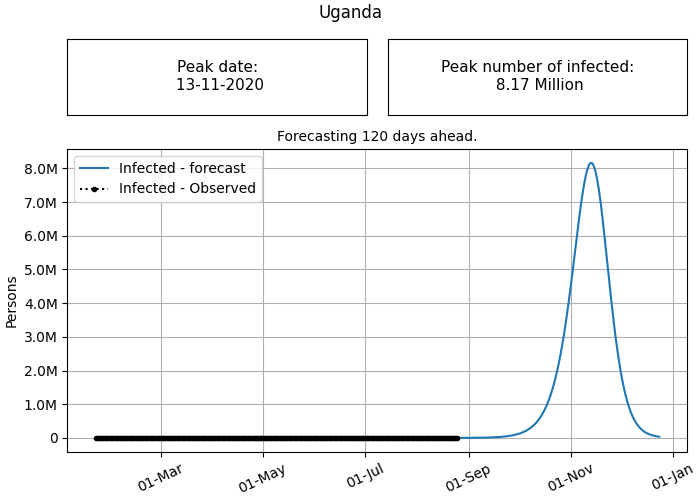 Uganda
Peak date:
13-11-2020
Peak number of infected:
8.17 Million
Forecasting 120 days ahead.
Infected - forecast
Infected - Observed
8.0M
7.0M
6.0M
5.0M
4.0M
3.0M
2.0M
1.0M
0
Persons
01-Mar
01-May
01-Jul
01-Sep
01-Nov
01-Jan